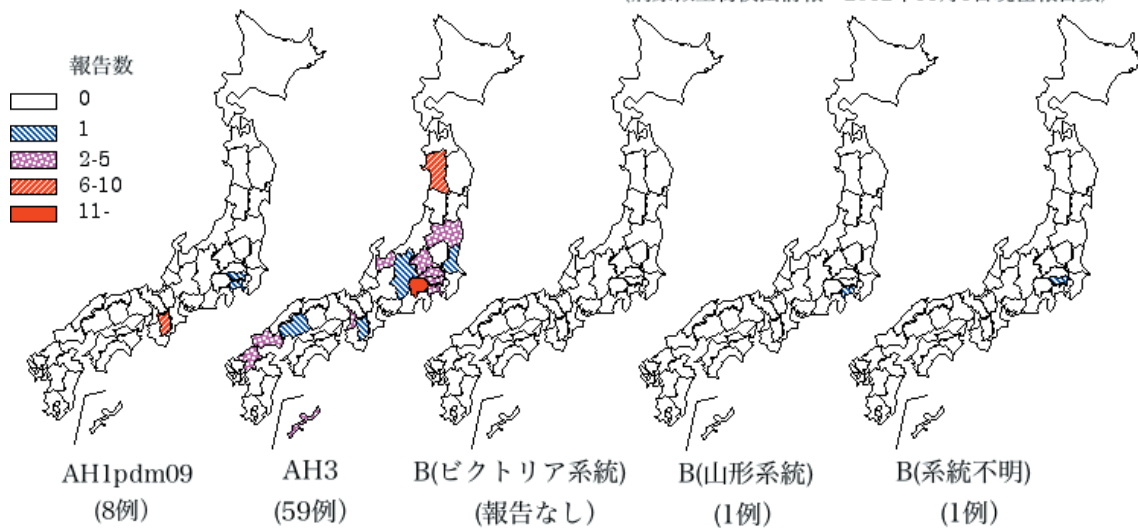 報告数
0
1
2-5
6-10
11-
AH1pdm09
(8例)
AH3
(59例)
B(ビクトリア系統)
(報告なし)
B(山形系統)
(1例)
B(系統不明)
(1例)